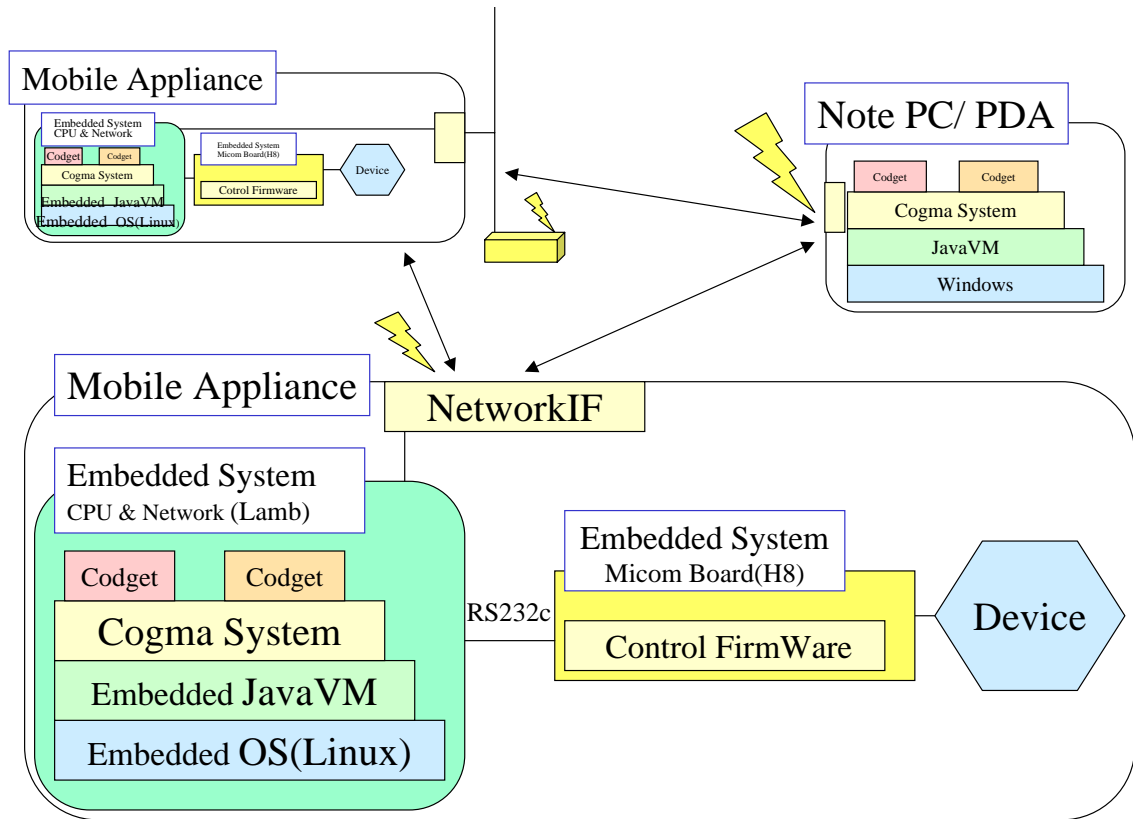 Mobile Appliance
Embedded System
CPU & Network
Codget
Codget
Cogma System
Embedded JavaVM
Embedded OS(Linux)
Embedded System
Micom Board(H8)
Cotrol Firmware
Device
Note PC/ PDA
Codget
Codget
Cogma System
JavaVM
Windows
Mobile Appliance
NetworkIF
Embedded System
CPU & Network (Lamb)
Codget
Codget
Cogma System
Embedded JavaVM
Embedded OS(Linux)
RS232c
Embedded System
Micom Board(H8)
Control FirmWare
Device